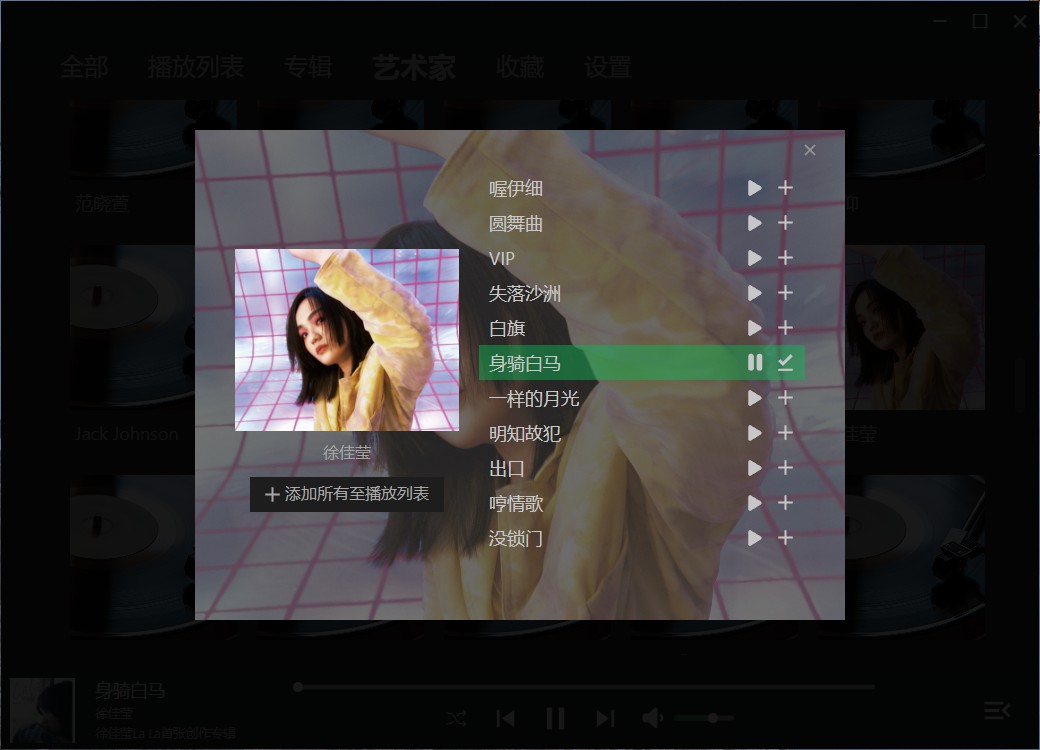 全部 播放列表 专辑 艺术家 收藏 设置
范晓萱
喔伊细
圆舞曲
VIP
失落沙洲
白旗
身骑白马
一样的月光
明知故犯
出口
哼情歌
没锁门
徐佳莹
添加所有至播放列表
Jack Johnson
佳莹
身骑白马
徐佳莹
徐佳莹La La首张创作专辑